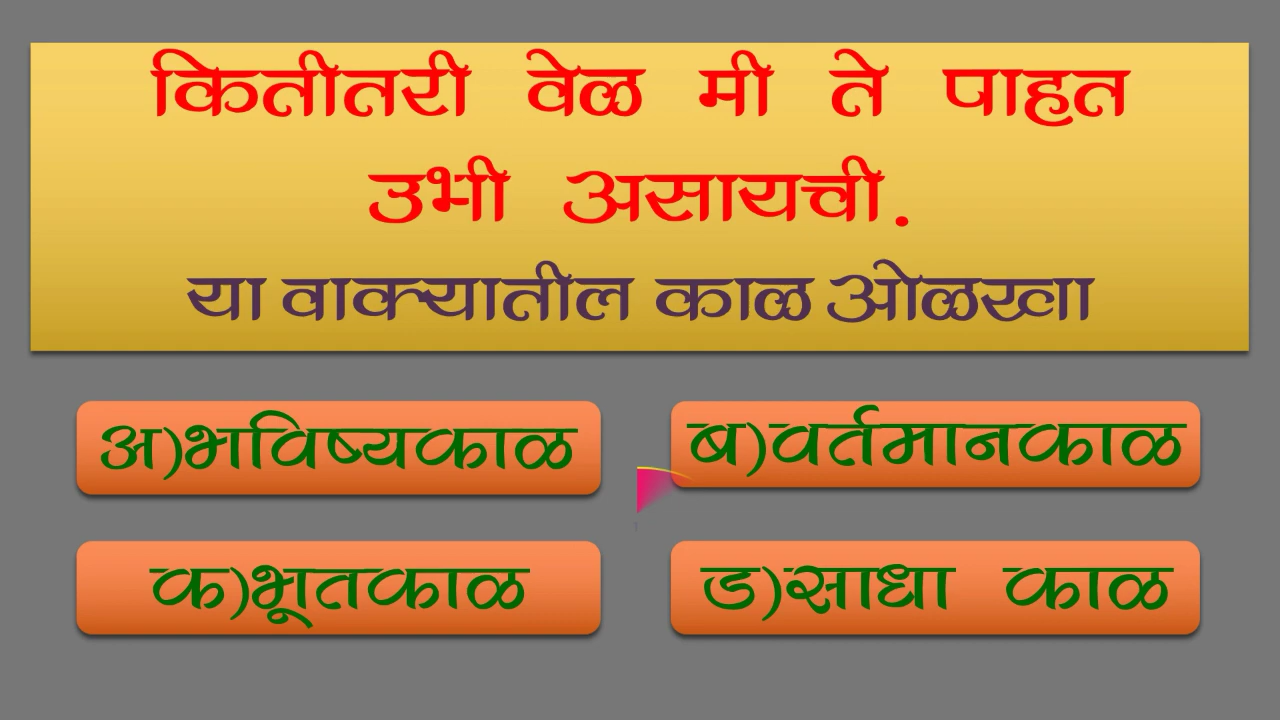 कितीतरी वेळ मी ते पाहत
उभी असायची.
या वाक्यातील काळ ओळखा
अ)भविष्यकाळ
ब)वर्तमानकाळ
क)भूतकाळ
ड)साधा काळ